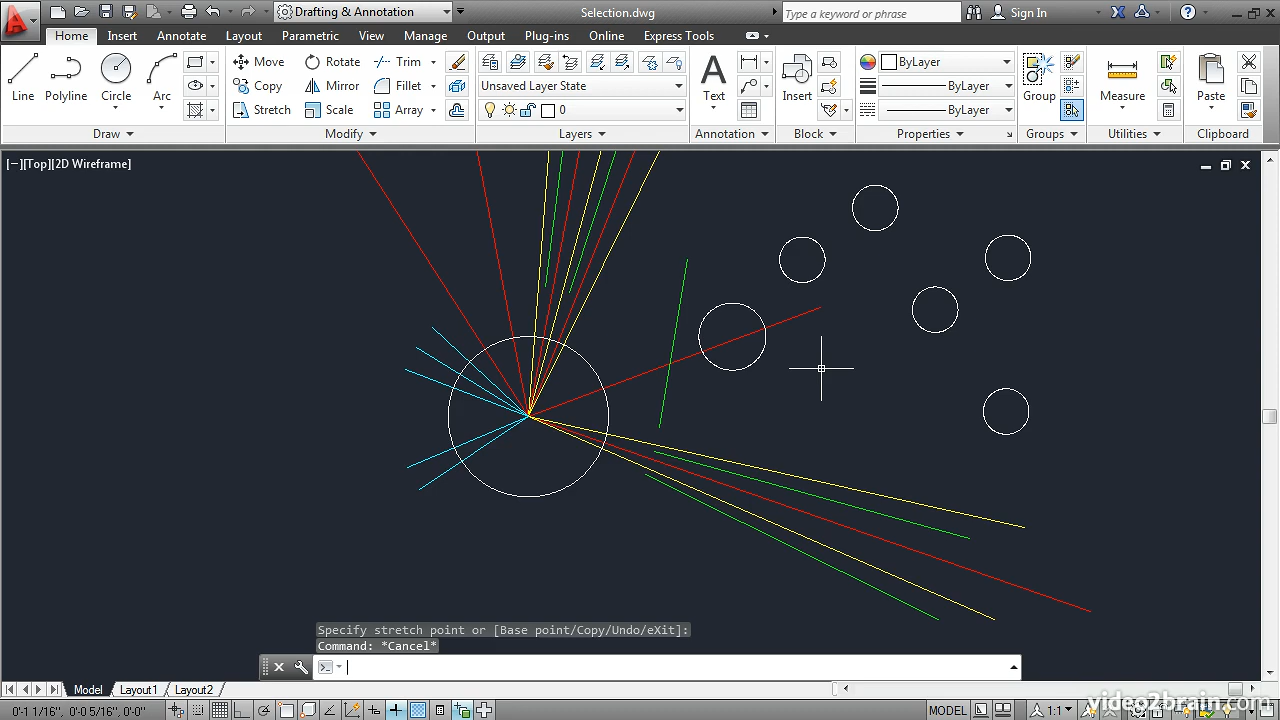 Drafting & Annotation
Selection.dwg
Type a keyword or phrase
Sign In
Home Insert Annotate Layout Parametric View Manage Output Plug-ins Online Express Tools
Line Polyline Circle Arc
Move Rotate Trim
Copy Mirror Fillet
Stretch Scale Array
Unsaved Layer State
0
Text
Insert
ByLayer
ByLayer
ByLayer
Group
Measure
Paste
Draw Modify Layers Annotation Block Properties Groups Utilities Clipboard
[−][Top][2D Wireframe]
Specify stretch point or [Base point/Copy/Undo/eXit]:
Command: *Cancel*
Model Layout1 Layout2
0'-1 1/16", 0'-0 5/16", 0'-0"
MODEL
1:1
video2brain.com